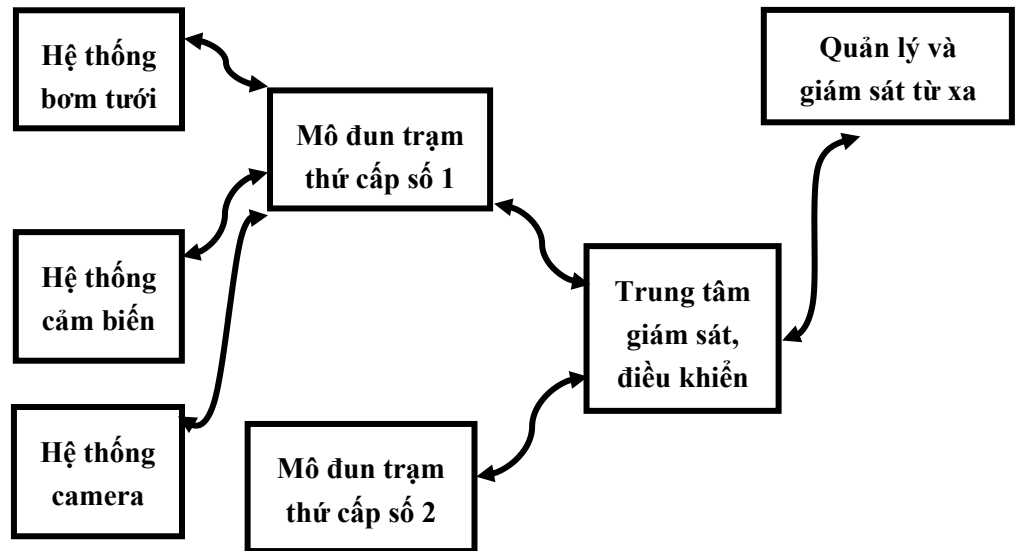 Hệ thống
bơm tưới
Mô đun trạm
thứ cấp số 1
Quản lý và
giám sát từ xa
Hệ thống
cảm biến
Trung tâm
giám sát,
điều khiển
Hệ thống
camera
Mô đun trạm
thứ cấp số 2